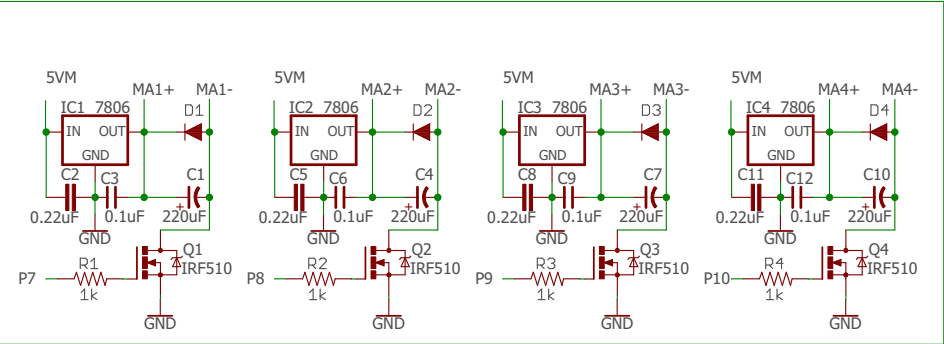 5VM MA1+ MA1- 5VM MA2+ MA2- 5VM MA3+ MA3- 5VM MA4+ MA4-
IC1 7806 D1 IC2 7806 D2 IC3 7806 D3 IC4 7806 D4
IN OUT IN OUT IN OUT IN OUT
GND GND GND GND
C2 C3 C1 C5 C6 C4 C8 C9 C7 C11 C12 C10
+ + + +
0.22uF 0.1uF 220uF 0.22uF 0.1uF 220uF 0.22uF 0.1uF 220uF 0.22uF 0.1uF 220uF
GND GND GND GND
Q1 Q2 Q3 Q4
P7 R1 IRF510 P8 R2 IRF510 P9 R3 IRF510 P10 R4 IRF510
1k 1k 1k 1k
GND GND GND GND